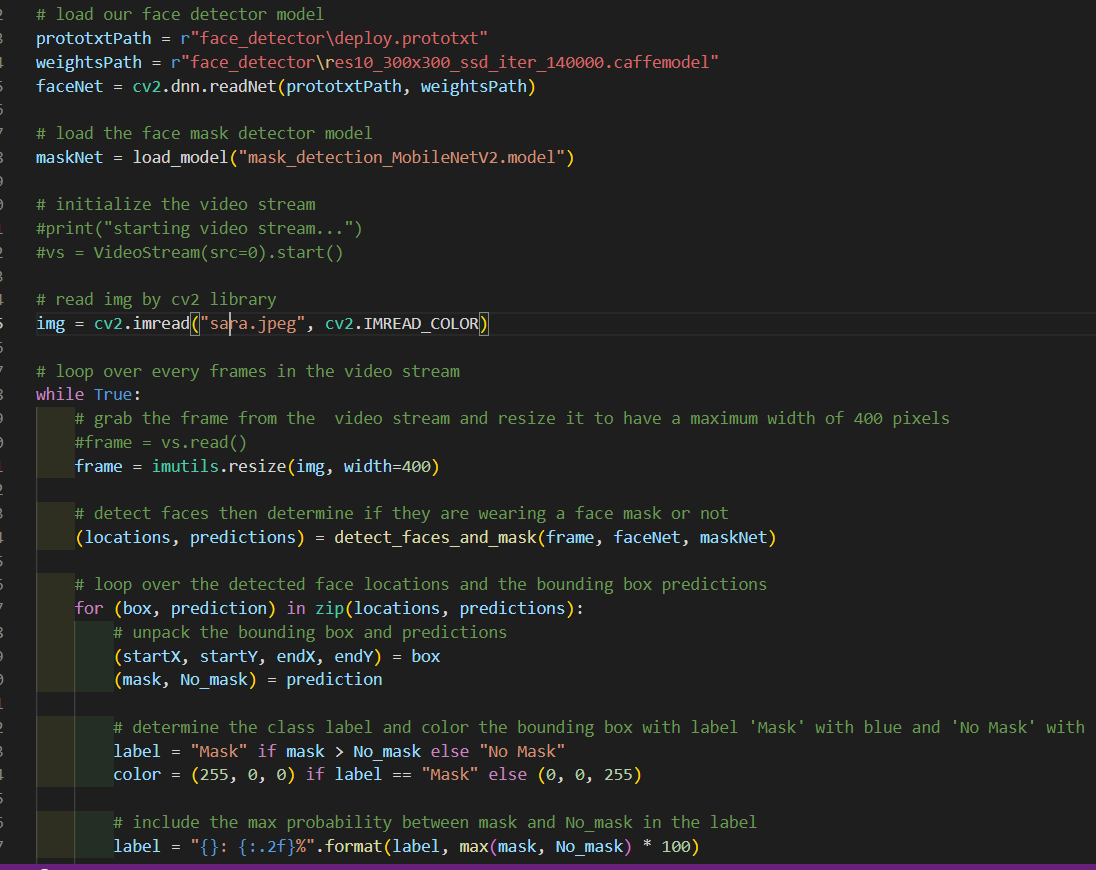 # load our face detector model
prototxtPath = r"face_detector\deploy.prototxt"
weightsPath = r"face_detector\res10_300x300_ssd_iter_140000.caffemodel"
faceNet = cv2.dnn.readNet(prototxtPath, weightsPath)
# load the face mask detector model
maskNet = load_model("mask_detection_MobileNetV2.model")
# initialize the video stream
#print("starting video stream...")
#vs = VideoStream(src=0).start()
# read img by cv2 library
img = cv2.imread("sara.jpeg", cv2.IMREAD_COLOR)
# loop over every frames in the video stream
while True:
    # grab the frame from the  video stream and resize it to have a maximum width of 400 pixels
    #frame = vs.read()
    frame = imutils.resize(img, width=400)
    # detect faces then determine if they are wearing a face mask or not
    (locations, predictions) = detect_faces_and_mask(frame, faceNet, maskNet)
    # loop over the detected face locations and the bounding box predictions
    for (box, prediction) in zip(locations, predictions):
        # unpack the bounding box and predictions
        (startX, startY, endX, endY) = box
        (mask, No_mask) = prediction
        # determine the class label and color the bounding box with label 'Mask' with blue and 'No Mask' with
        label = "Mask" if mask > No_mask else "No Mask"
        color = (255, 0, 0) if label == "Mask" else (0, 0, 255)
        # include the max probability between mask and No_mask in the label
        label = "{}: {:.2f}%".format(label, max(mask, No_mask) * 100)